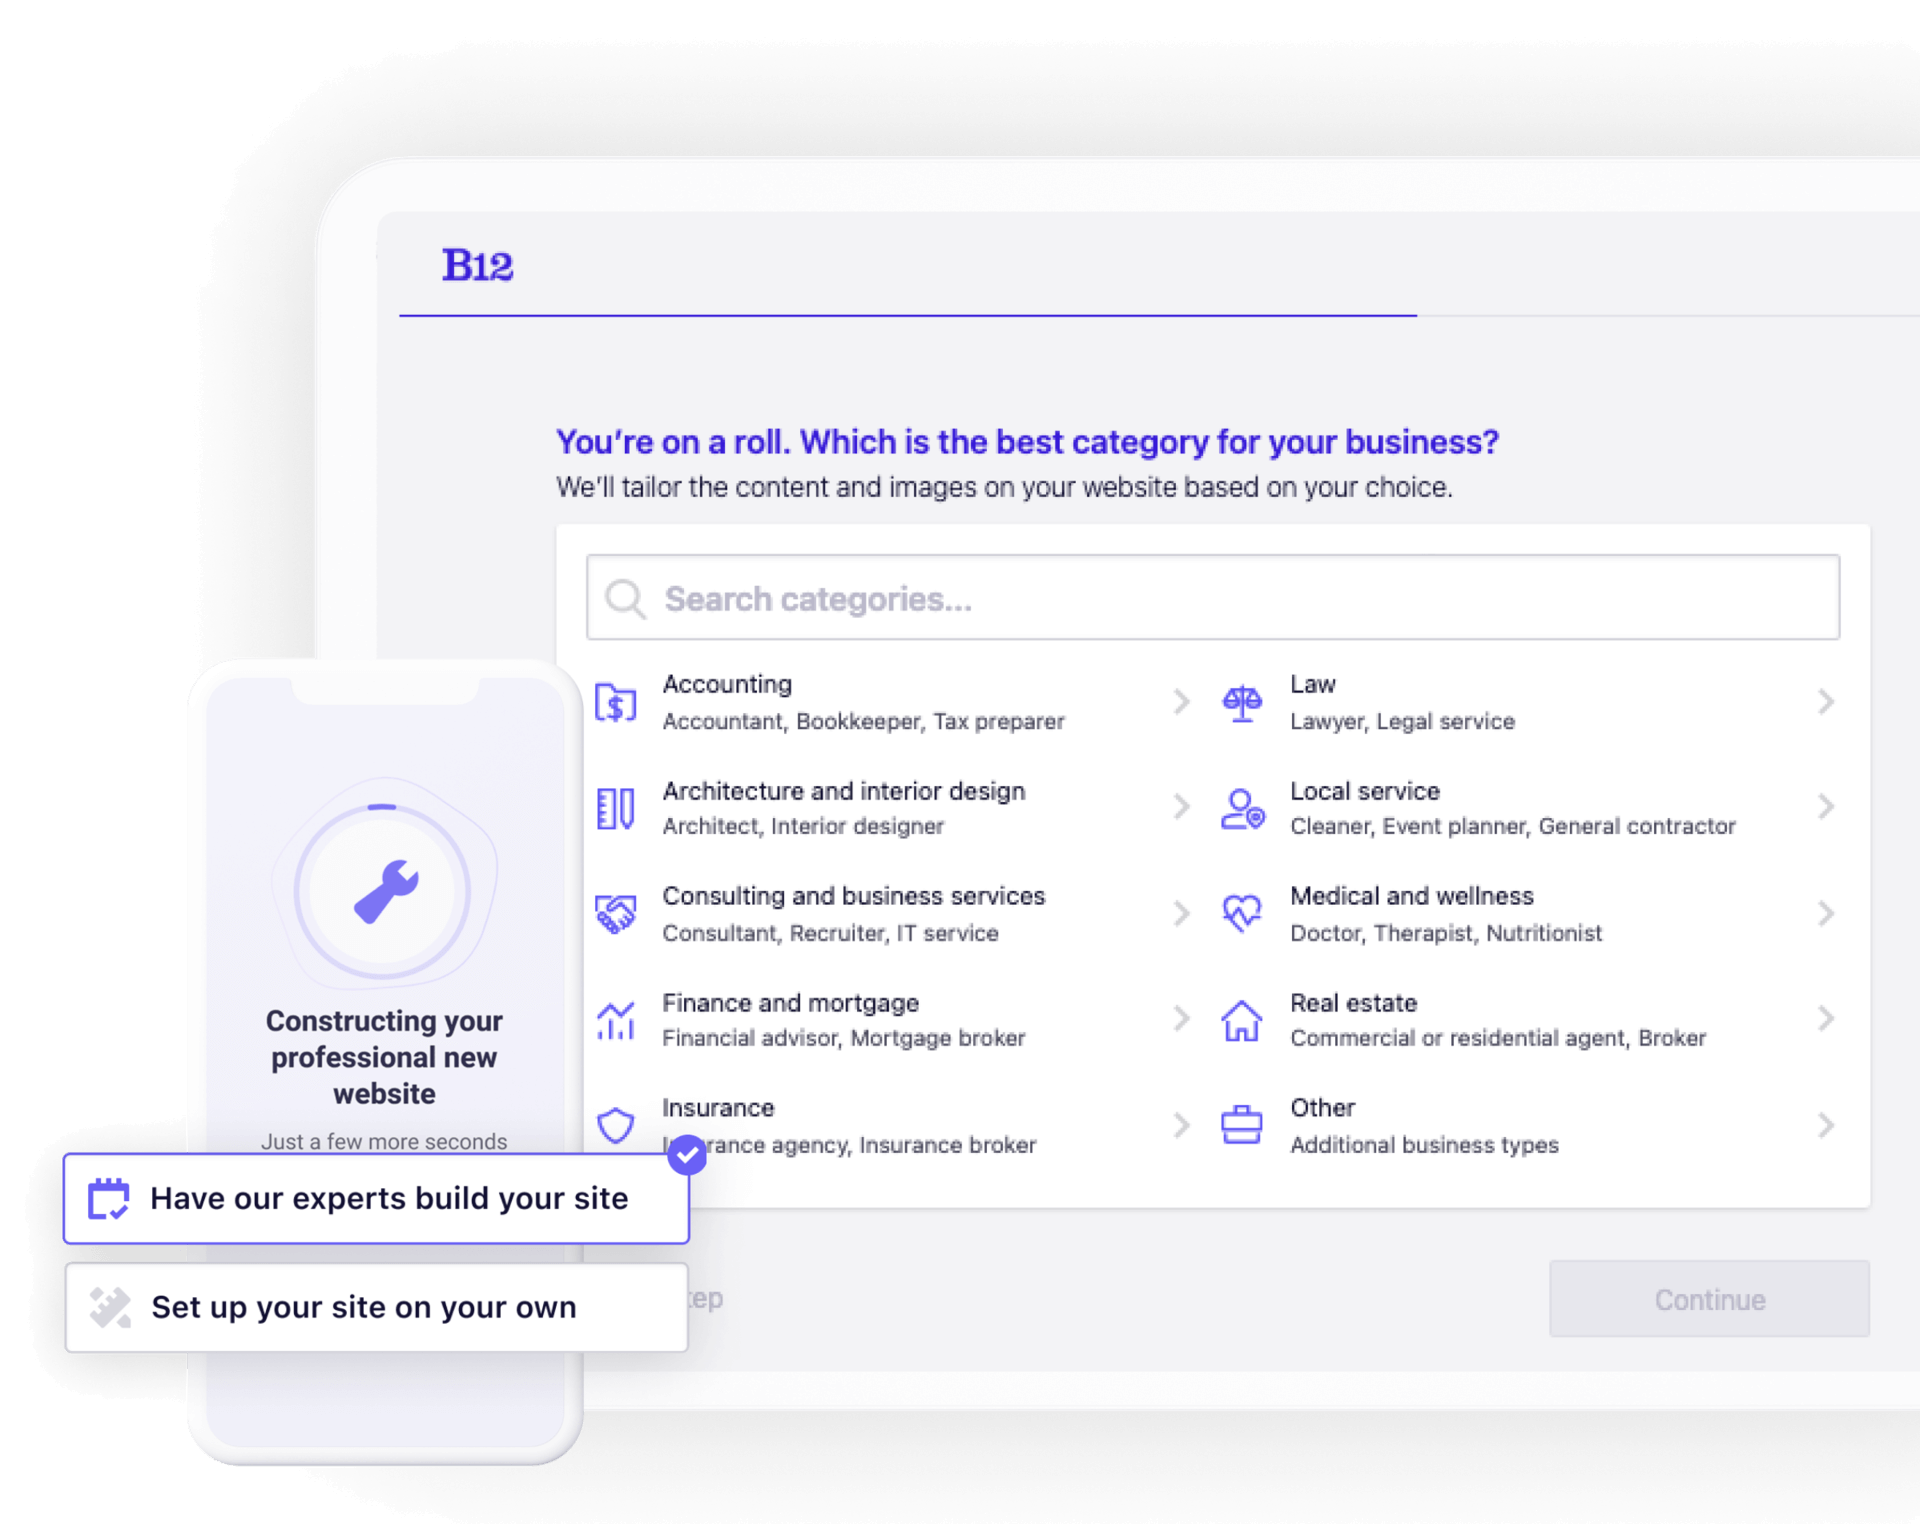 B12
You're on a roll. Which is the best category for your business?
We'll tailor the content and images on your website based on your choice.
Search categories...
Accounting
Accountant, Bookkeeper, Tax preparer
Architecture and interior design
Architect, Interior designer
Consulting and business services
Consultant, Recruiter, IT service
Finance and mortgage
Financial advisor, Mortgage broker
Insurance
agency, Insurance broker
Law
Lawyer, Legal service
Local service
Cleaner, Event planner, General contractor
Medical and wellness
Doctor, Therapist, Nutritionist
Real estate
Commercial or residential agent, Broker
Other
Additional business types
Continue
Constructing your
professional new
website
Just a few more seconds
Have our experts build your site
Set up your site on your own